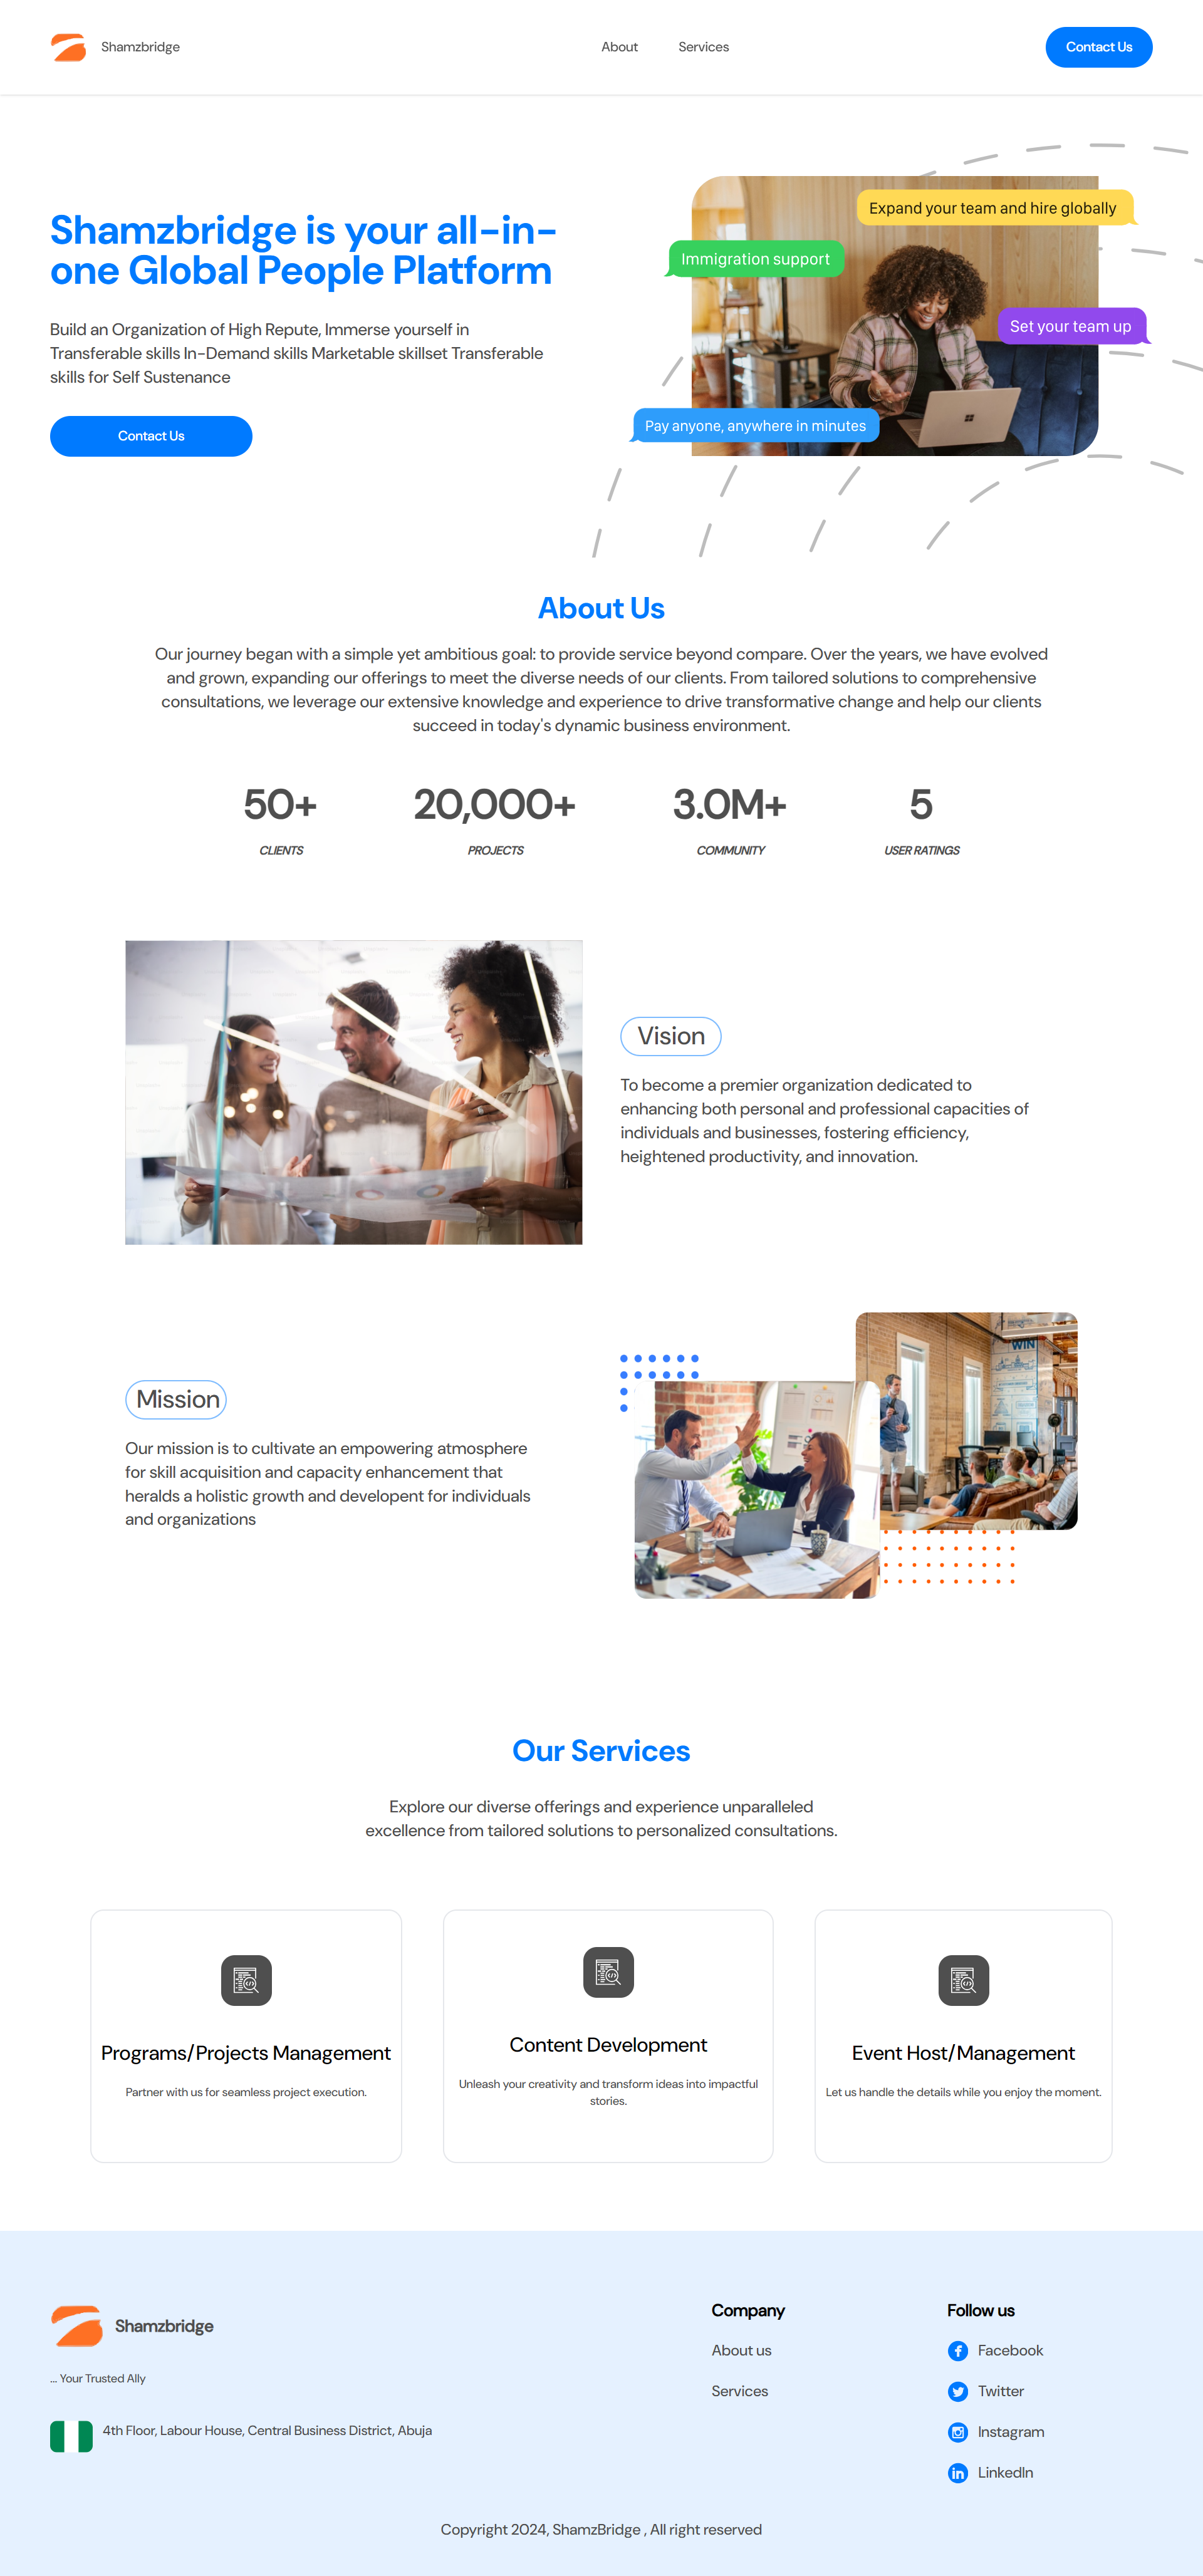 Shamzbridge
About
Services
Contact Us
Shamzbridge is your all-in-
one Global People Platform
Build an Organization of High Repute, Immerse yourself in
Transferable skills In-Demand skills Marketable skillset Transferable
skills for Self Sustenance
Contact Us
Expand your team and hire globally
Immigration support
Set your team up
Pay anyone, anywhere in minutes
About Us
Our journey began with a simple yet ambitious goal: to provide service beyond compare. Over the years, we have evolved
and grown, expanding our offerings to meet the diverse needs of our clients. From tailored solutions to comprehensive
consultations, we leverage our extensive knowledge and experience to drive transformative change and help our clients
succeed in today's dynamic business environment.
50+
CLIENTS
20,000+
PROJECTS
3.0M+
COMMUNITY
5
USER RATINGS
Vision
To become a premier organization dedicated to
enhancing both personal and professional capacities of
individuals and businesses, fostering efficiency,
heightened productivity, and innovation.
Mission
Our mission is to cultivate an empowering atmosphere
for skill acquisition and capacity enhancement that
heralds a holistic growth and developent for individuals
and organizations
WIN
Our Services
Explore our diverse offerings and experience unparalleled
excellence from tailored solutions to personalized consultations.
Programs/Projects Management
Partner with us for seamless project execution.
Content Development
Unleash your creativity and transform ideas into impactful
stories.
Event Host/Management
Let us handle the details while you enjoy the moment.
Shamzbridge
... Your Trusted Ally
4th Floor, Labour House, Central Business District, Abuja
Company
About us
Services
Follow us
Facebook
Twitter
Instagram
LinkedIn
Copyright 2024, ShamzBridge , All right reserved